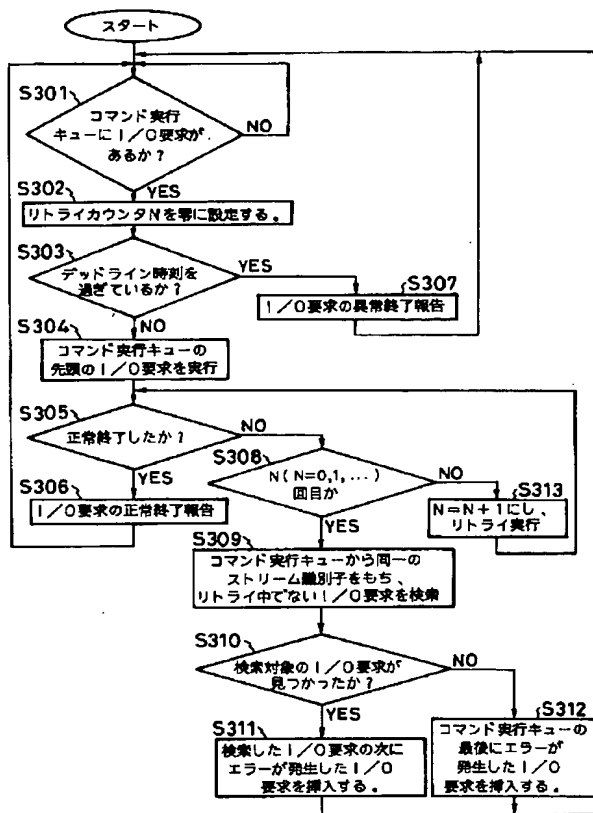 スタート
S301
コマンド実行
キューにI/O要求が
あるか?
NO
YES
S302
リトライカウンタNを零に設定する。
S303
デッドライン時刻を
過ぎているか?
YES
S307
I/O要求の異常終了報告
NO
S304
コマンド実行キューの
先頭のI/O要求を実行
S305
正常終了したか?
NO
YES
S306
I/O要求の正常終了報告
S308
N(N=0,1,...)
回目か
NO
S313
N=N+1にし、
リトライ実行
YES
S309
コマンド実行キューから同一の
ストリーム識別子をもち、
リトライ中でないI/O要求を検索
S310
検索対象のI/O要求が
見つかったか?
NO
YES
S311
検索したI/O要求の次に
エラーが発生したI/O
要求を挿入する。
S312
コマンド実行キューの
最後にエラーが
発生したI/O
要求を挿入する。